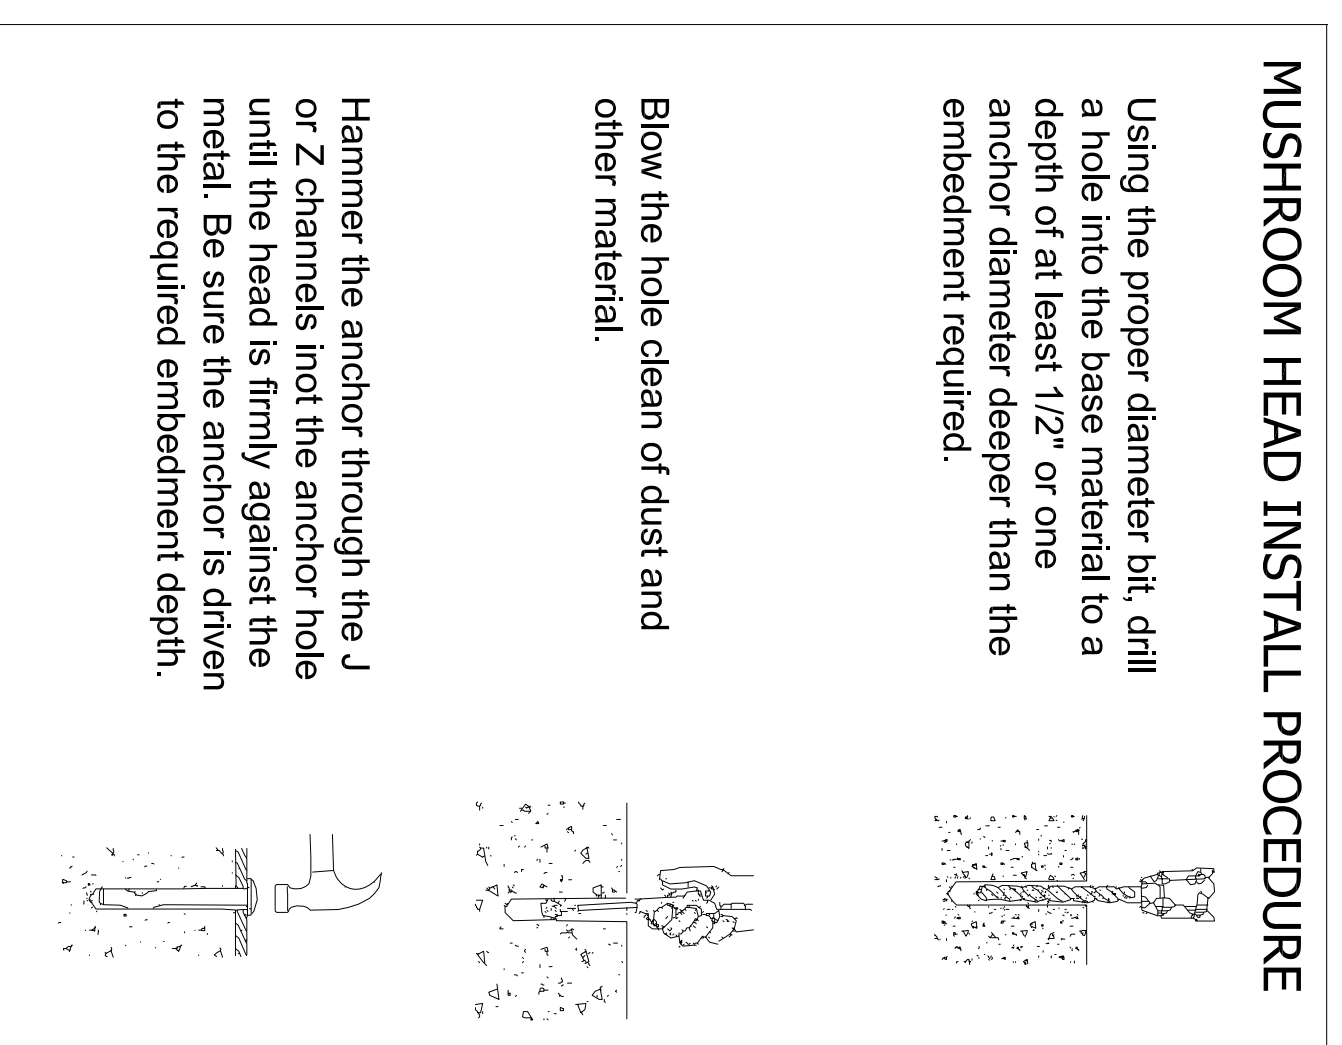 MUSHROOM HEAD INSTALL PROCEDURE
Using the proper diameter bit, drill
a hole into the base material to a
depth of at least 1/2" or one
anchor diameter deeper than the
embedment required.
Blow the hole clean of dust and
other material.
Hammer the anchor through the J
or Z channels inot the anchor hole
until the head is firmly against the
metal. Be sure the anchor is driven
to the required embedment depth.